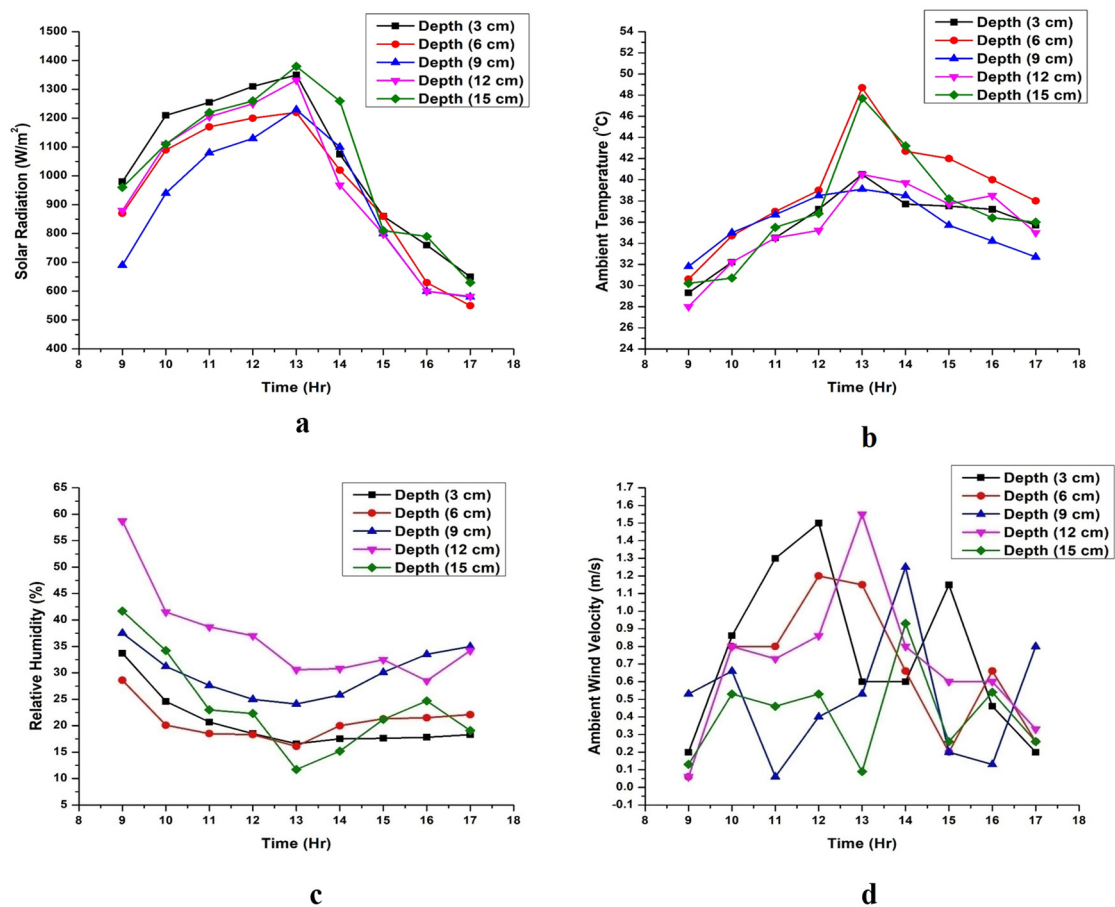 Depth (3 cm)
Depth (6 cm)
Depth (9 cm)
Depth (12 cm)
Depth (15 cm)
1500
1400
1300
1200
1100
1000
900
800
700
600
500
400
Solar Radiation (W/m²)
8 9 10 11 12 13 14 15 16 17 18
Time (Hr)
a
Depth (3 cm)
Depth (6 cm)
Depth (9 cm)
Depth (12 cm)
Depth (15 cm)
54
52
50
48
46
44
42
40
38
36
34
32
30
28
26
24
Ambient Temperature (°C)
8 9 10 11 12 13 14 15 16 17 18
Time (Hr)
b
Depth (3 cm)
Depth (6 cm)
Depth (9 cm)
Depth (12 cm)
Depth (15 cm)
65
60
55
50
45
40
35
30
25
20
15
10
5
Relative Humidity (%)
8 9 10 11 12 13 14 15 16 17 18
Time (Hr)
c
Depth (3 cm)
Depth (6 cm)
Depth (9 cm)
Depth (12 cm)
Depth (15 cm)
1.7
1.6
1.5
1.4
1.3
1.2
1.1
1.0
0.9
0.8
0.7
0.6
0.5
0.4
0.3
0.2
0.1
0.0
-0.1
Ambient Wind Velocity (m/s)
8 9 10 11 12 13 14 15 16 17 18
Time (Hr)
d